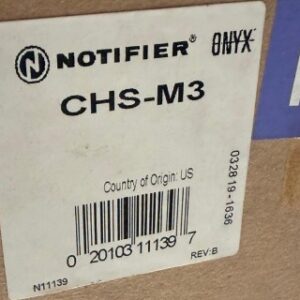 NOTIFIER® ONYX
CHS-M3
Country of Origin: US
032819-1636
0 20103 11139 7
REV:B
N11139